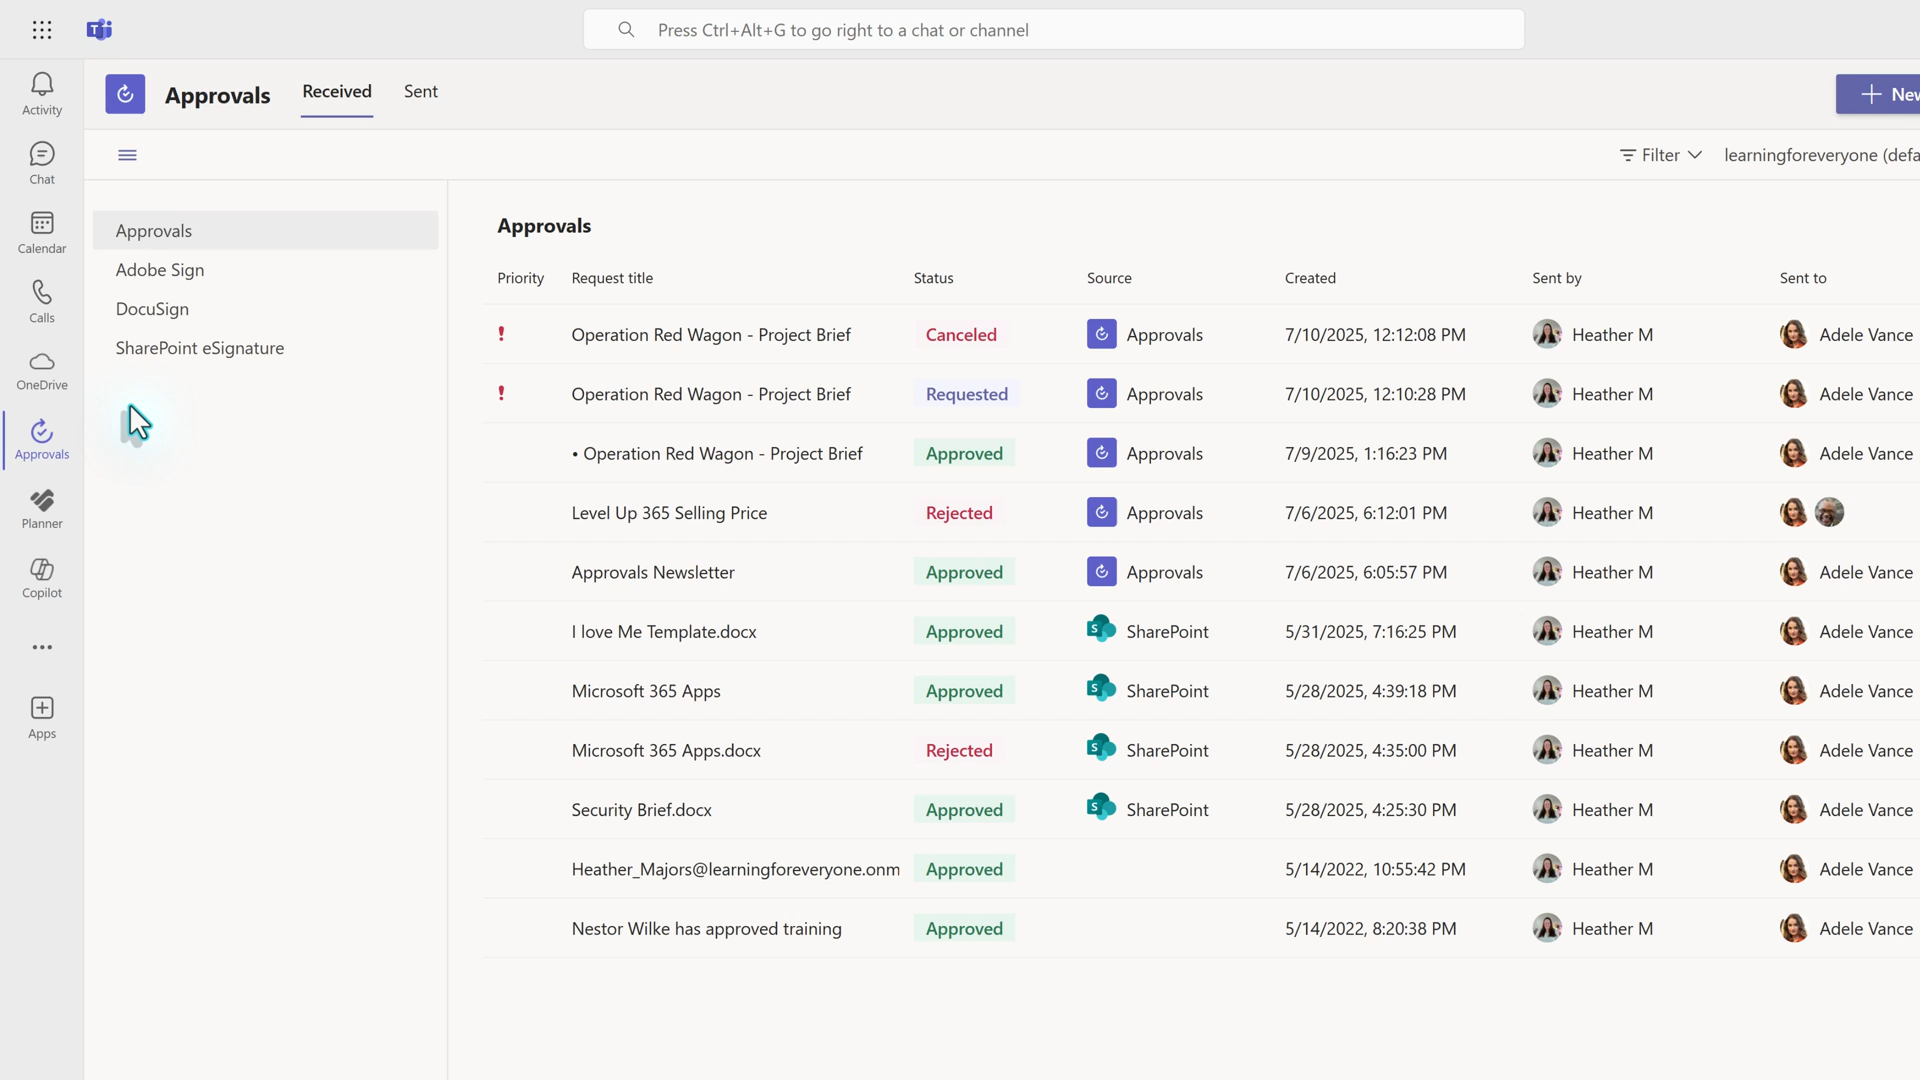 Press Ctrl+Alt+G to go right to a chat or channel
Activity
Chat
Calendar
Calls
OneDrive
Approvals
Planner
Copilot
Apps
Approvals Received Sent
New
Filter learningforeveryone (defa
Approvals
Adobe Sign
DocuSign
SharePoint eSignature
Approvals
Priority Request title Status Source Created Sent by Sent to
! Operation Red Wagon - Project Brief Canceled Approvals 7/10/2025, 12:12:08 PM Heather M Adele Vance
! Operation Red Wagon - Project Brief Requested Approvals 7/10/2025, 12:10:28 PM Heather M Adele Vance
• Operation Red Wagon - Project Brief Approved Approvals 7/9/2025, 1:16:23 PM Heather M Adele Vance
Level Up 365 Selling Price Rejected Approvals 7/6/2025, 6:12:01 PM Heather M
Approvals Newsletter Approved Approvals 7/6/2025, 6:05:57 PM Heather M Adele Vance
I love Me Template.docx Approved SharePoint 5/31/2025, 7:16:25 PM Heather M Adele Vance
Microsoft 365 Apps Approved SharePoint 5/28/2025, 4:39:18 PM Heather M Adele Vance
Microsoft 365 Apps.docx Rejected SharePoint 5/28/2025, 4:35:00 PM Heather M Adele Vance
Security Brief.docx Approved SharePoint 5/28/2025, 4:25:30 PM Heather M Adele Vance
Heather_Majors@learningforeveryone.onm Approved 5/14/2022, 10:55:42 PM Heather M Adele Vance
Nestor Wilke has approved training Approved 5/14/2022, 8:20:38 PM Heather M Adele Vance